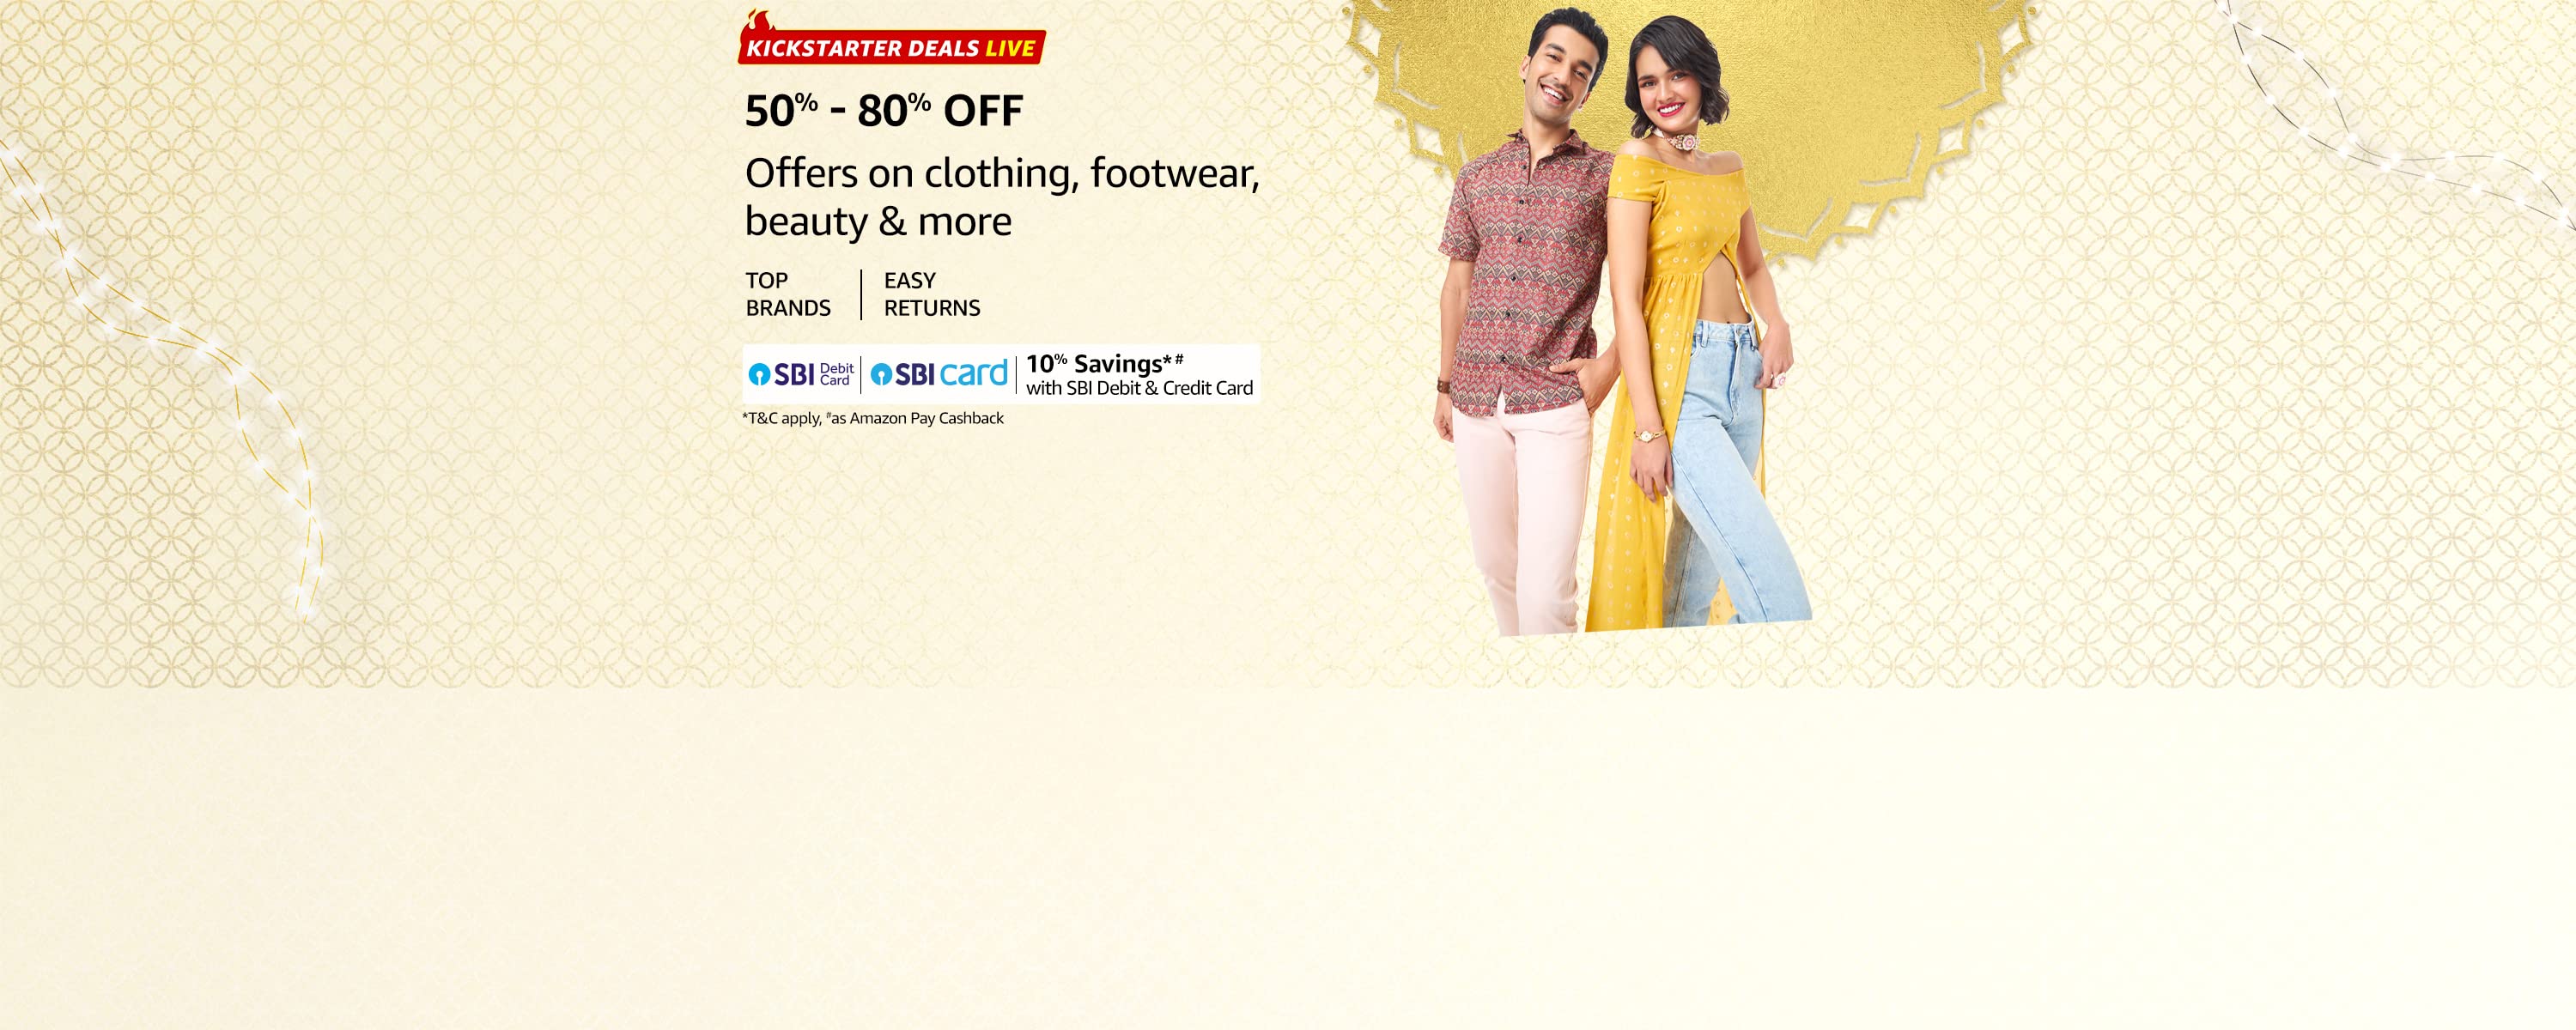 KICKSTARTER DEALS LIVE
50% - 80% OFF
Offers on clothing, footwear,
beauty & more
TOP
BRANDS
EASY
RETURNS
SBI Debit Card
SBI card
10% Savings*#
with SBI Debit & Credit Card
*T&C apply, #as Amazon Pay Cashback